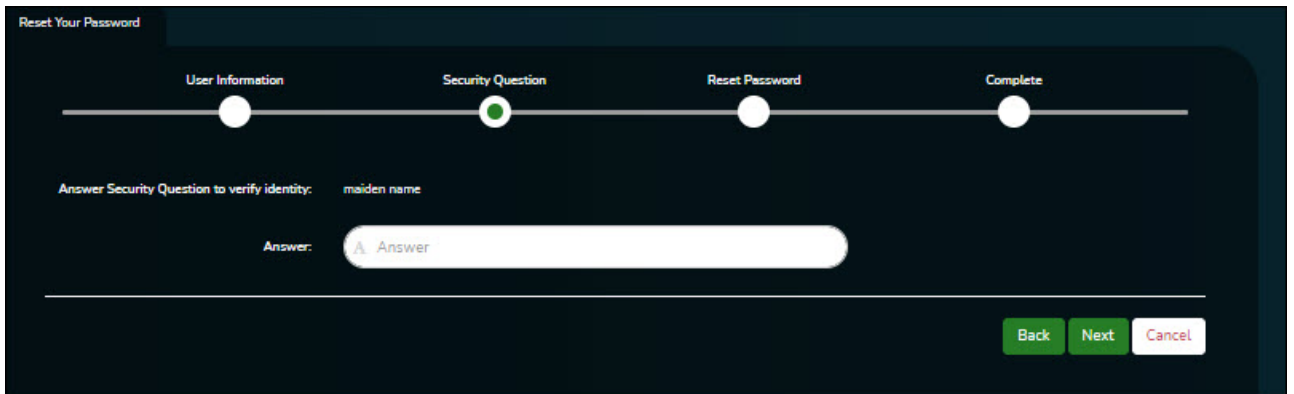 Reset Your Password
User Information Security Question Reset Password Complete
Answer Security Question to verify identity: maiden name
Answer: A Answer
Back Next Cancel